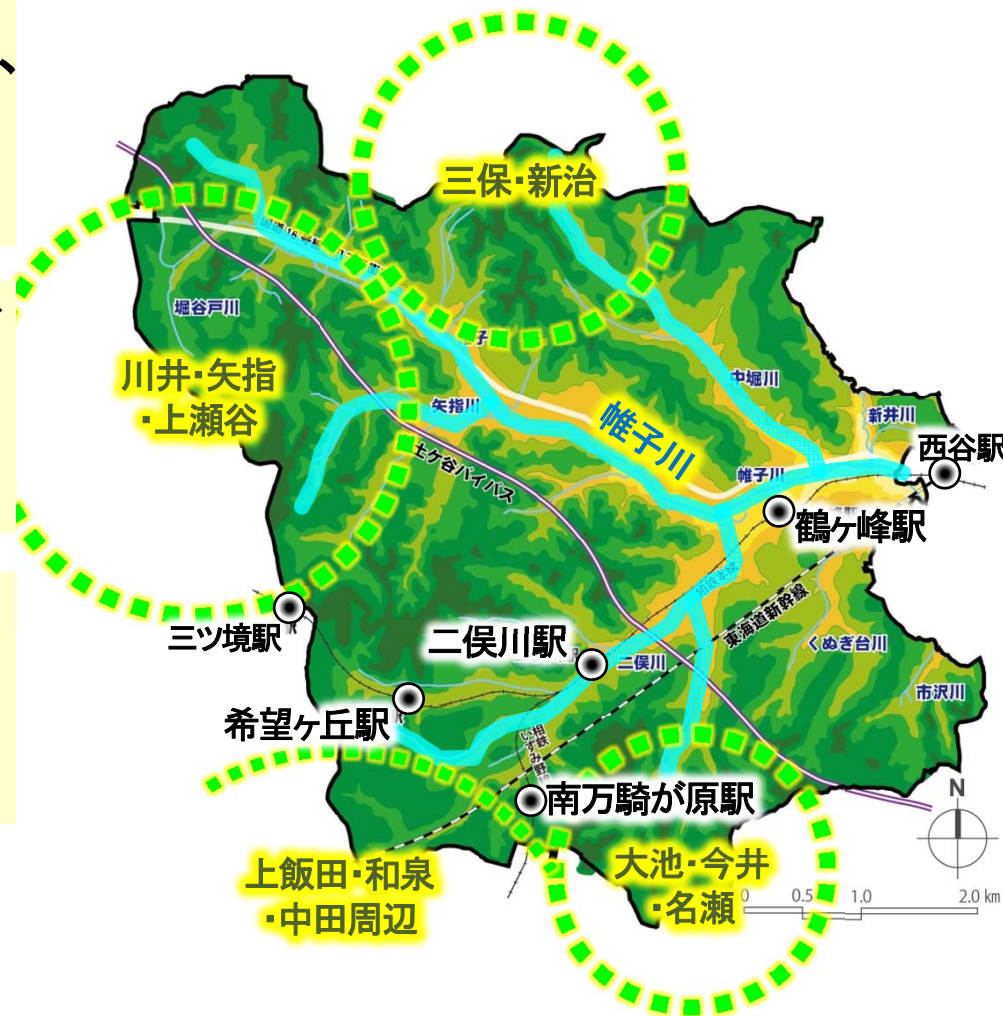 、
三保・新治
堀谷戸川
川井・矢指
・上瀬谷
矢指川
中堀川
新井川
帷子川
帷子川
西谷駅
鶴ヶ峰駅
三ツ境駅
二俣川駅
二俣川
相鉄本線
東海道新幹線
くぬぎ台川
市沢川
希望ヶ丘駅
相鉄
いずみ野
南万騎が原駅
上飯田・和泉
・中田周辺
大池・今井
・名瀬
N
0 0.5 1.0 2.0 km